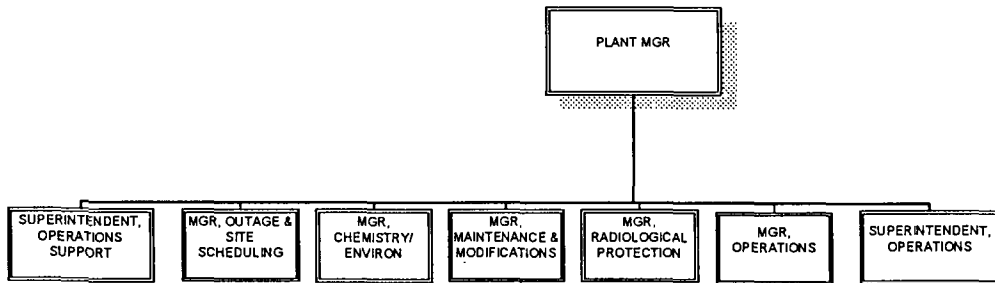 PLANT MGR
SUPERINTENDENT,
OPERATIONS
SUPPORT
MGR, OUTAGE &
SITE
SCHEDULING
MGR,
CHEMISTRY/
ENVIRON
MGR,
MAINTENANCE &
MODIFICATIONS
MGR,
RADIOLOGICAL
PROTECTION
MGR,
OPERATIONS
SUPERINTENDENT,
OPERATIONS